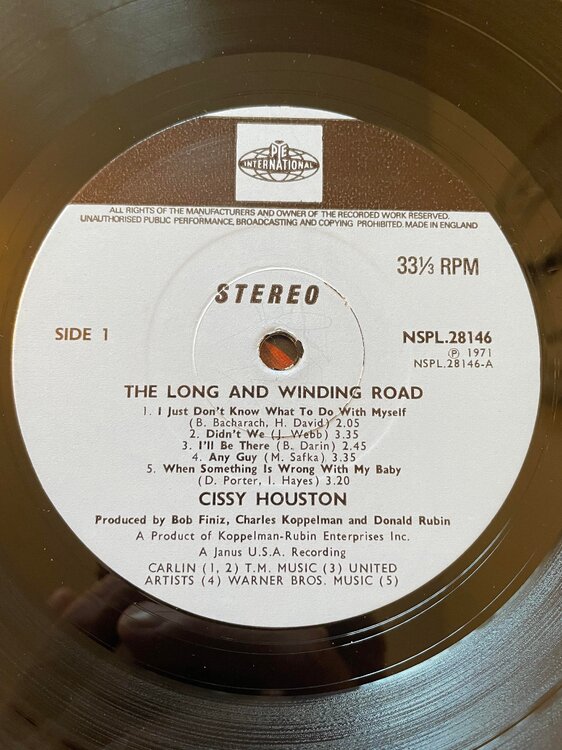 PYE
INTERNATIONAL
ALL RIGHTS OF THE MANUFACTURERS AND OWNER OF THE RECORDED WORK RESERVED.
UNAUTHORISED PUBLIC PERFORMANCE, BROADCASTING AND COPYING PROHIBITED. MADE IN ENGLAND
33⅓ RPM
STEREO
SIDE 1
NSPL.28146
Ⓟ 1971
NSPL.28146-A
THE LONG AND WINDING ROAD
1. I Just Don't Know What To Do With Myself
(B. Backarach, H. David) 2.05
2. Didn't We (J. Webb) 3.35
3. I'll Be There (B. Darin) 2.45
4. Any Guy (M. Safka) 3.35
5. When Something Is Wrong With My Baby
(D. Porter, I. Hayes) 3.20
CISSY HOUSTON
Produced by Bob Finiz, Charles Koppelman and Donald Rubin
A Product of Koppelman-Rubin Enterprises Inc.
A Janus U.S.A. Recording
CARLIN (1, 2) T.M. MUSIC (3) UNITED
ARTISTS (4) WARNER BROS. MUSIC (5)